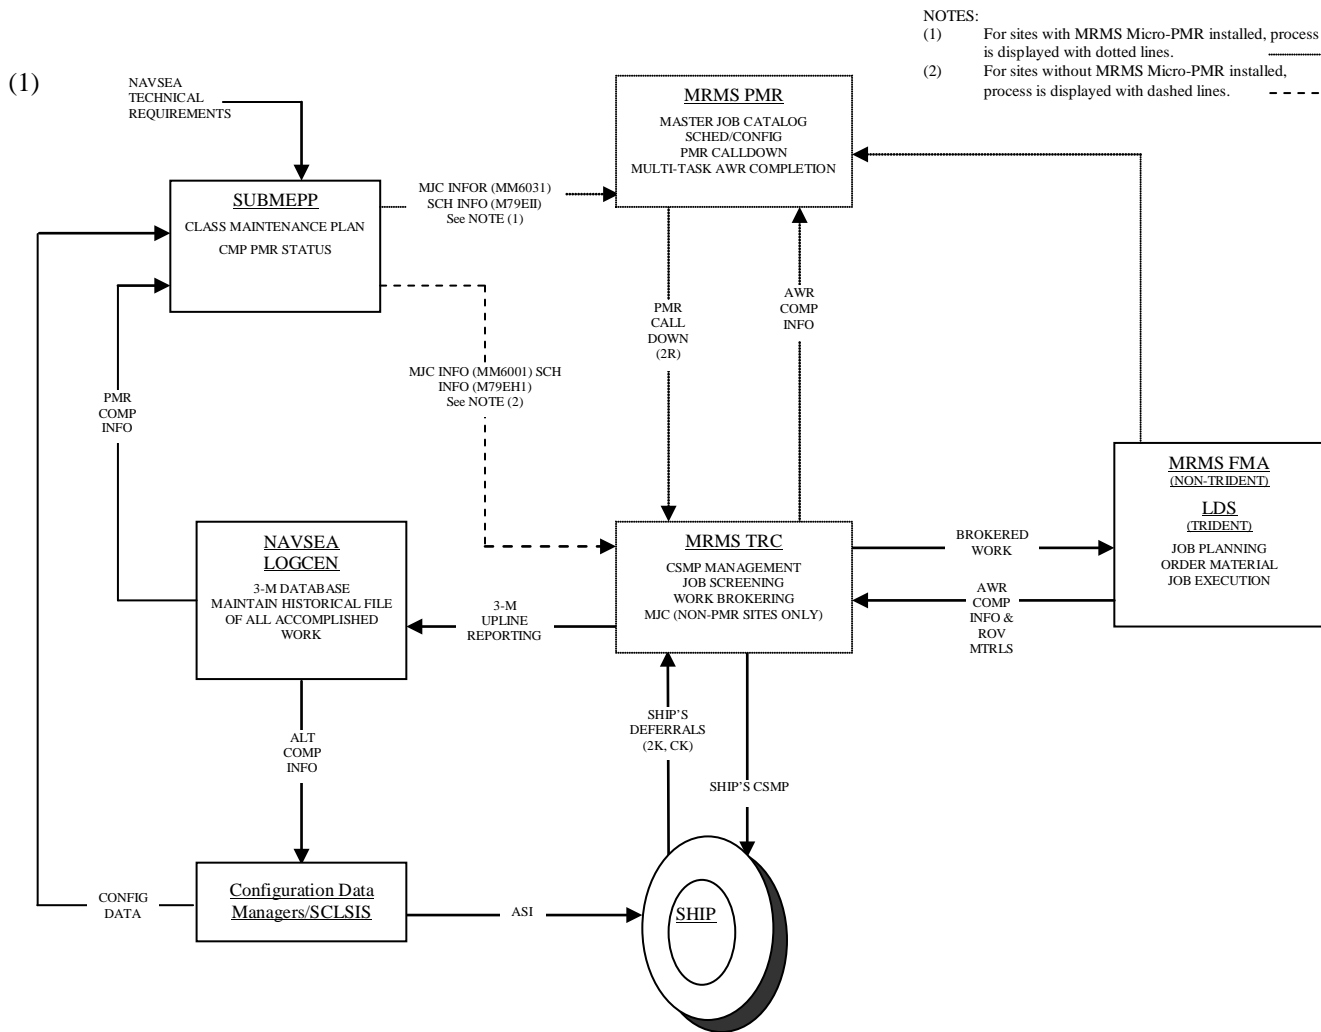 NOTES:
(1) For sites with MRMS Micro-PMR installed, process
is displayed with dotted lines.
(2) For sites without MRMS Micro-PMR installed,
process is displayed with dashed lines.
(1)
NAVSEA
TECHNICAL
REQUIREMENTS
MRMS PMR
MASTER JOB CATALOG
SCHED/CONFIG
PMR CALLDOWN
MULTI-TASK AWR COMPLETION
SUBMEPP
CLASS MAINTENANCE PLAN
CMP PMR STATUS
MJC INFOR (MM6031)
SCH INFO (M79EII)
See NOTE (1)
PMR
CALL
DOWN
(2R)
AWR
COMP
INFO
MJC INFO (MM6001) SCH
INFO (M79EH1)
See NOTE (2)
PMR
COMP
INFO
MRMS FMA
(NON-TRIDENT)
LDS
(TRIDENT)
JOB PLANNING
ORDER MATERIAL
JOB EXECUTION
NAVSEA
LOGCEN
3-M DATABASE
MAINTAIN HISTORICAL FILE
OF ALL ACCOMPLISHED
WORK
MRMS TRC
CSMP MANAGEMENT
JOB SCREENING
WORK BROKERING
MJC (NON-PMR SITES ONLY)
BROKERED
WORK
AWR
COMP
INFO &
ROV
MTRLS
3-M
UPLINE
REPORTING
SHIP'S
DEFERRALS
(2K, CK)
ALT
COMP
INFO
SHIP'S CSMP
Configuration Data
Managers/SCLSIS
CONFIG
DATA
ASI
SHIP